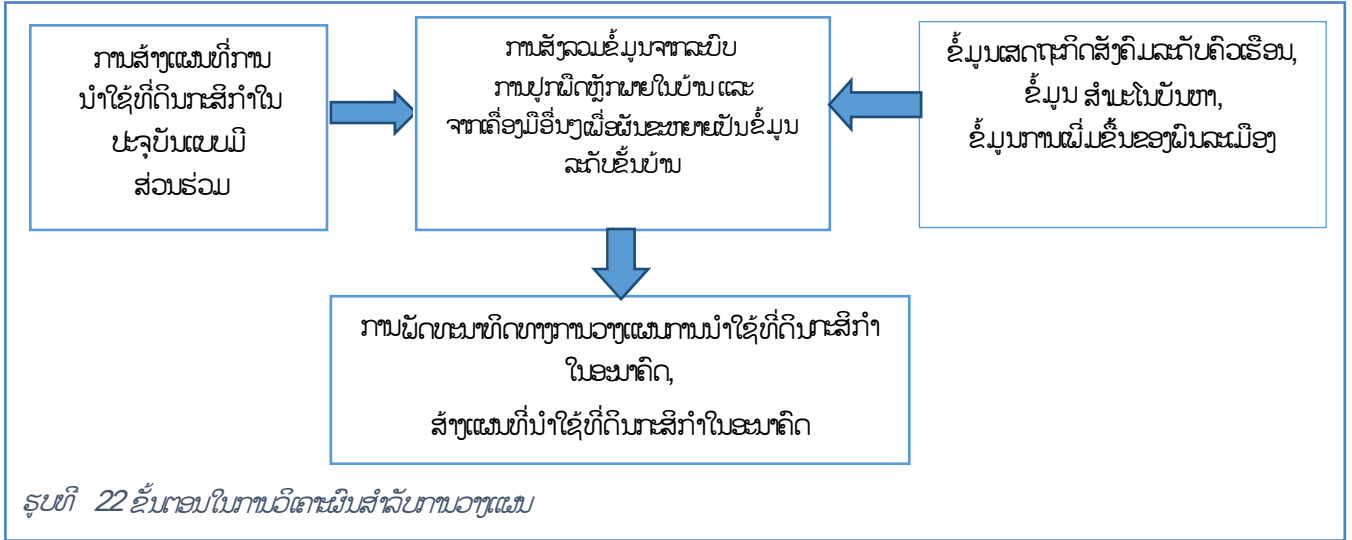 ການສ້າງແຜນທີ່ການ
ນໍາໃຊ້ທີ່ດິນກະສິກໍາໃນ
ປະຈຸບັນແບບມີ
ສ່ວນຮ່ວມ
ການສັງລວມຂໍ້ມູນຈາກລະບົບ
ການປູກພືດຫຼັກພາຍໃນບ້ານ ແລະ
ຈາກເຄື່ອງມືອື່ນໆເພື່ອຜັນຂະຫຍາຍເປັນຂໍ້ມູນ
ລະດັບຂັ້ນບ້ານ
ຂໍ້ມູນເສດຖະກິດສັງຄົມລະດັບຄົວເຮືອນ,
ຂໍ້ມູນ ສໍາມະໂນບັນຫາ,
ຂໍ້ມູນການເພີ່ມຂື້ນຂອງພົນລະເມືອງ
ການພັດທະນາທິດທາງການວາງແຜນການນໍາໃຊ້ທີ່ດິນກະສິກໍາ
ໃນອະນາຄົດ,
ສ້າງແຜນທີ່ນໍາໃຊ້ທີ່ດິນກະສິກໍາໃນອະນາຄົດ
ຮູບທີ 22 ຂັ້ນຕອນໃນການວິເຄາະຜົນສໍາລັບການວາງແຜນ